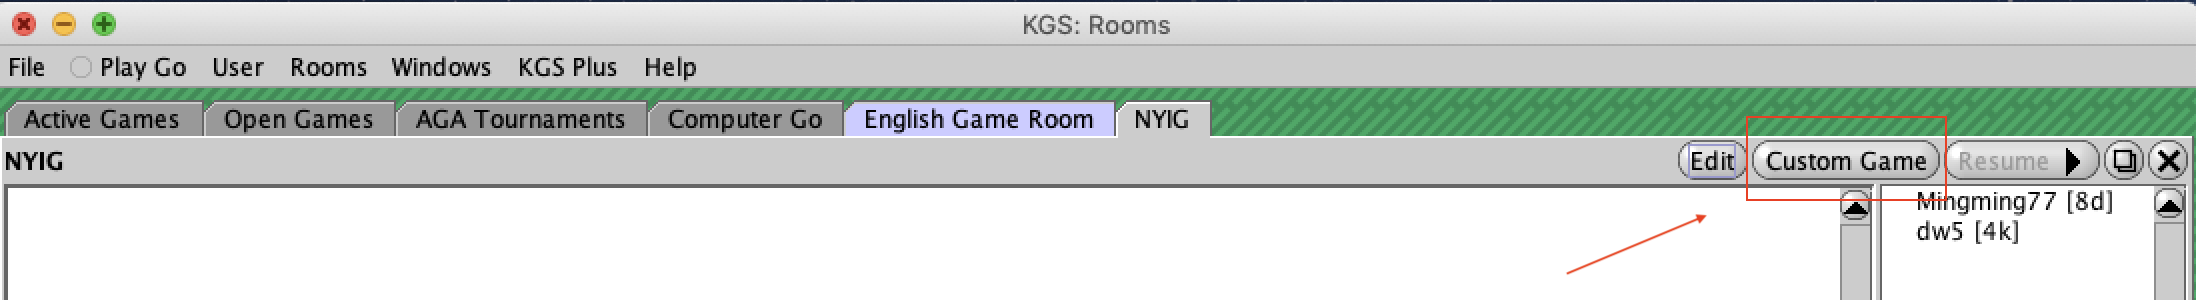 KGS: Rooms
File Play Go User Rooms Windows KGS Plus Help
Active Games Open Games AGA Tournaments Computer Go English Game Room NYIG
NYIG Edit Custom Game Resume
Mingming77 [8d]
dw5 [4k]